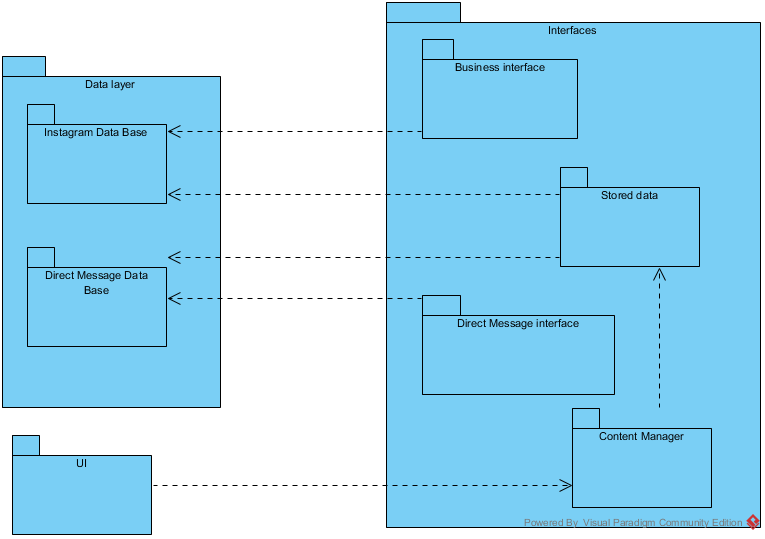 Interfaces
Business interface
Data layer
Instagram Data Base
Stored data
Direct Message Data
Base
Direct Message interface
Content Manager
UI
Powered By Visual Paradigm Community Edition